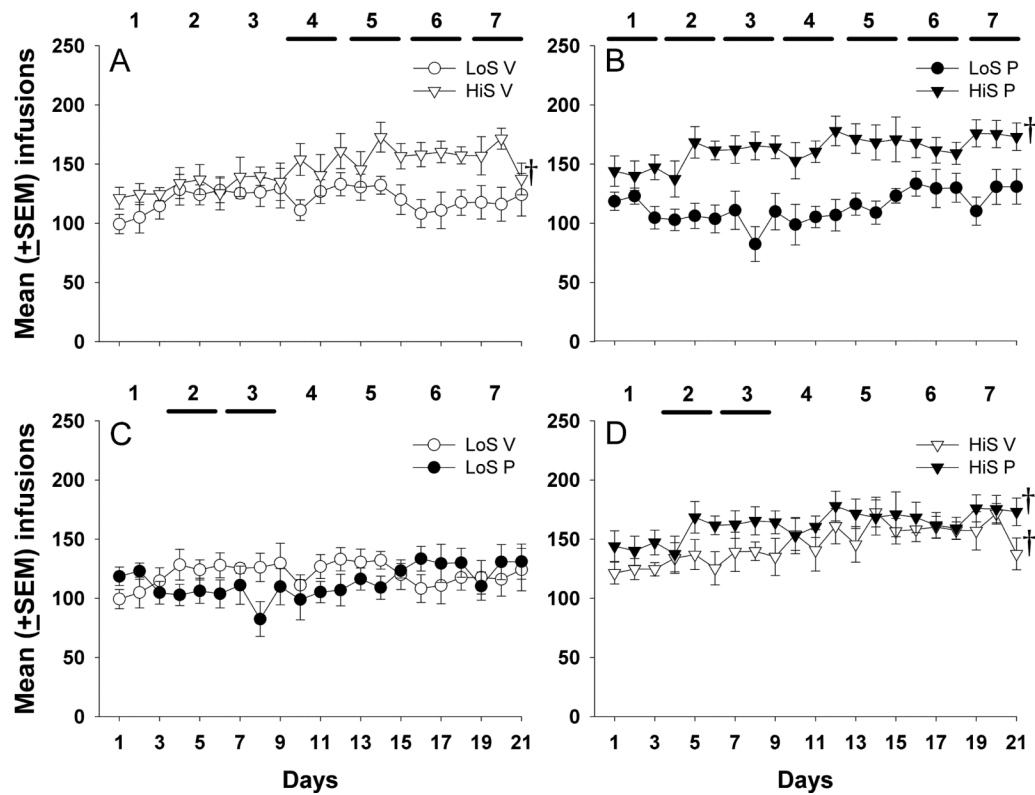 1 2 3 4 5 6 7
A
LoS V
HiS V
250
200
150
100
50
0
†
Mean (±SEM) infusions
1 2 3 4 5 6 7
B
LoS P
HiS P
250
200
150
100
50
0
†
1 2 3 4 5 6 7
C
LoS V
LoS P
250
200
150
100
50
0
Mean (±SEM) infusions
1 3 5 7 9 11 13 15 17 19 21
Days
1 2 3 4 5 6 7
D
HiS V
HiS P
250
200
150
100
50
0
†
†
1 3 5 7 9 11 13 15 17 19 21
Days